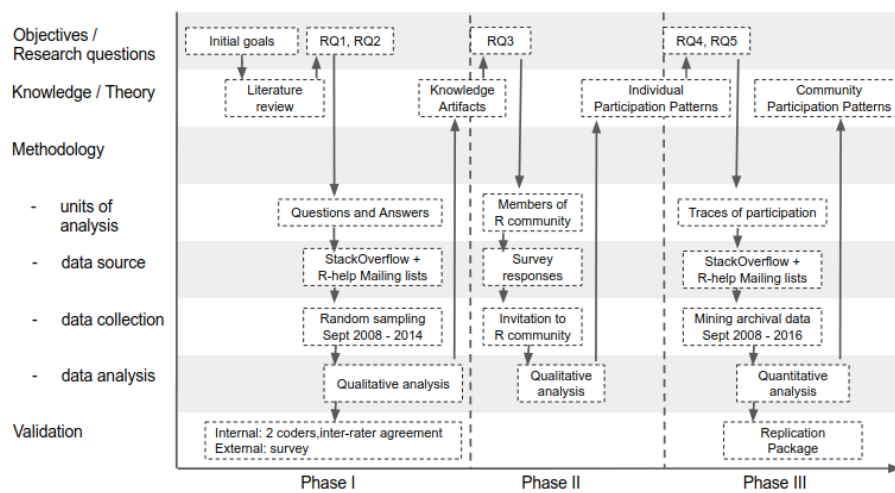 Objectives /
Research questions
Initial goals
RQ1, RQ2
RQ3
RQ4, RQ5
Knowledge / Theory
Literature
review
Knowledge
Artifacts
Individual
Participation Patterns
Community
Participation Patterns
Methodology
- units of
analysis
Questions and Answers
Members of
R community
Traces of participation
- data source
StackOverflow +
R-help Mailing lists
Survey
responses
StackOverflow +
R-help Mailing lists
- data collection
Random sampling
Sept 2008 - 2014
Invitation to
R community
Mining archival data
Sept 2008 - 2016
- data analysis
Qualitative analysis
Qualitative
analysis
Quantitative
analysis
Validation
Internal: 2 coders,inter-rater agreement
External: survey
Replication
Package
Phase I
Phase II
Phase III